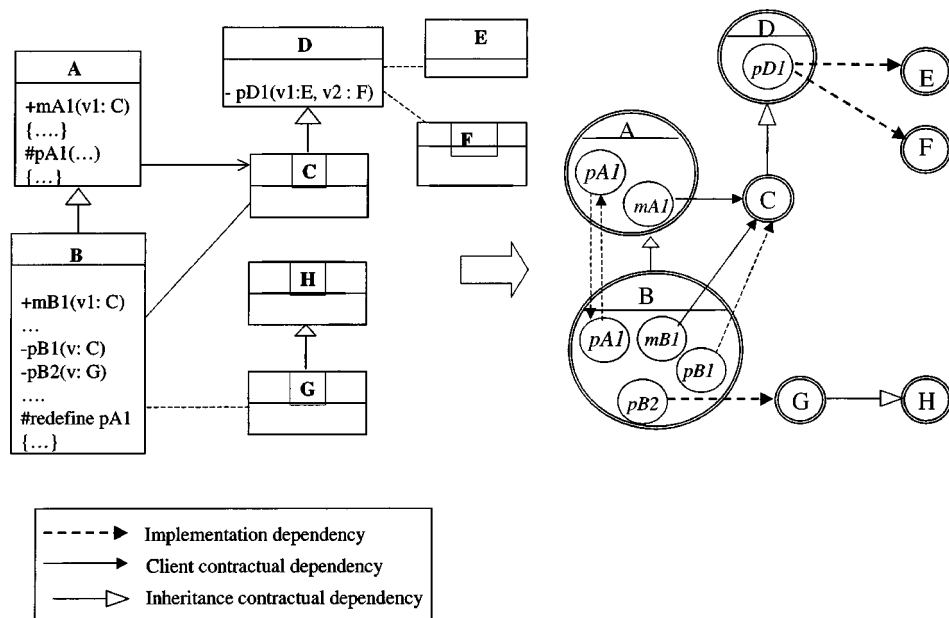 A
+mA1(v1: C)
{....}
#pA1(...)
{...}
B
+mB1(v1: C)
...
-pB1(v: C)
-pB2(v: G)
....
#redefine pA1
{...}
D
- pD1(v1:E, v2 : F)
E
F
C
H
G
D
pD1
E
F
A
pA1
mA1
C
B
pA1
mB1
pB1
pB2
G
H
Implementation dependency
Client contractual dependency
Inheritance contractual dependency